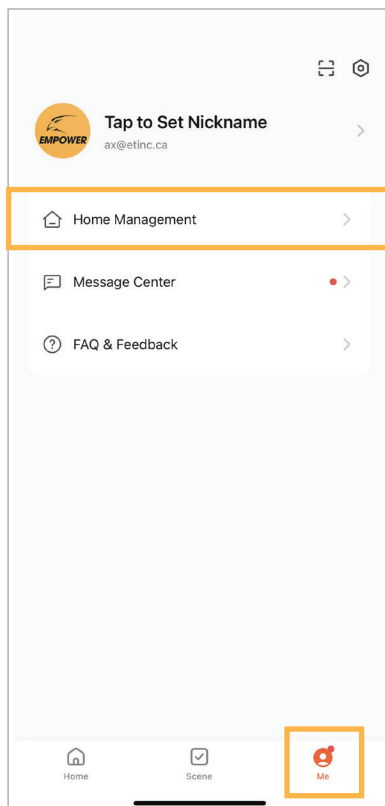 EMPOWER
Tap to Set Nickname
ax@etinc.ca
Home Management
Message Center
FAQ & Feedback
Home
Scene
Me